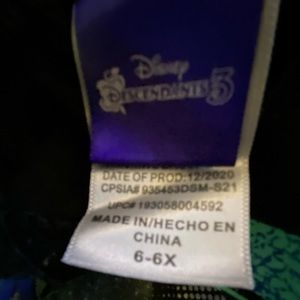 Disney
DESCENDANTS 3
DATE OF PROD: 12/2020
CPSIA# 935453DSM-S21
UPC# 193058004592
MADE IN/HECHO EN
CHINA
6-6X